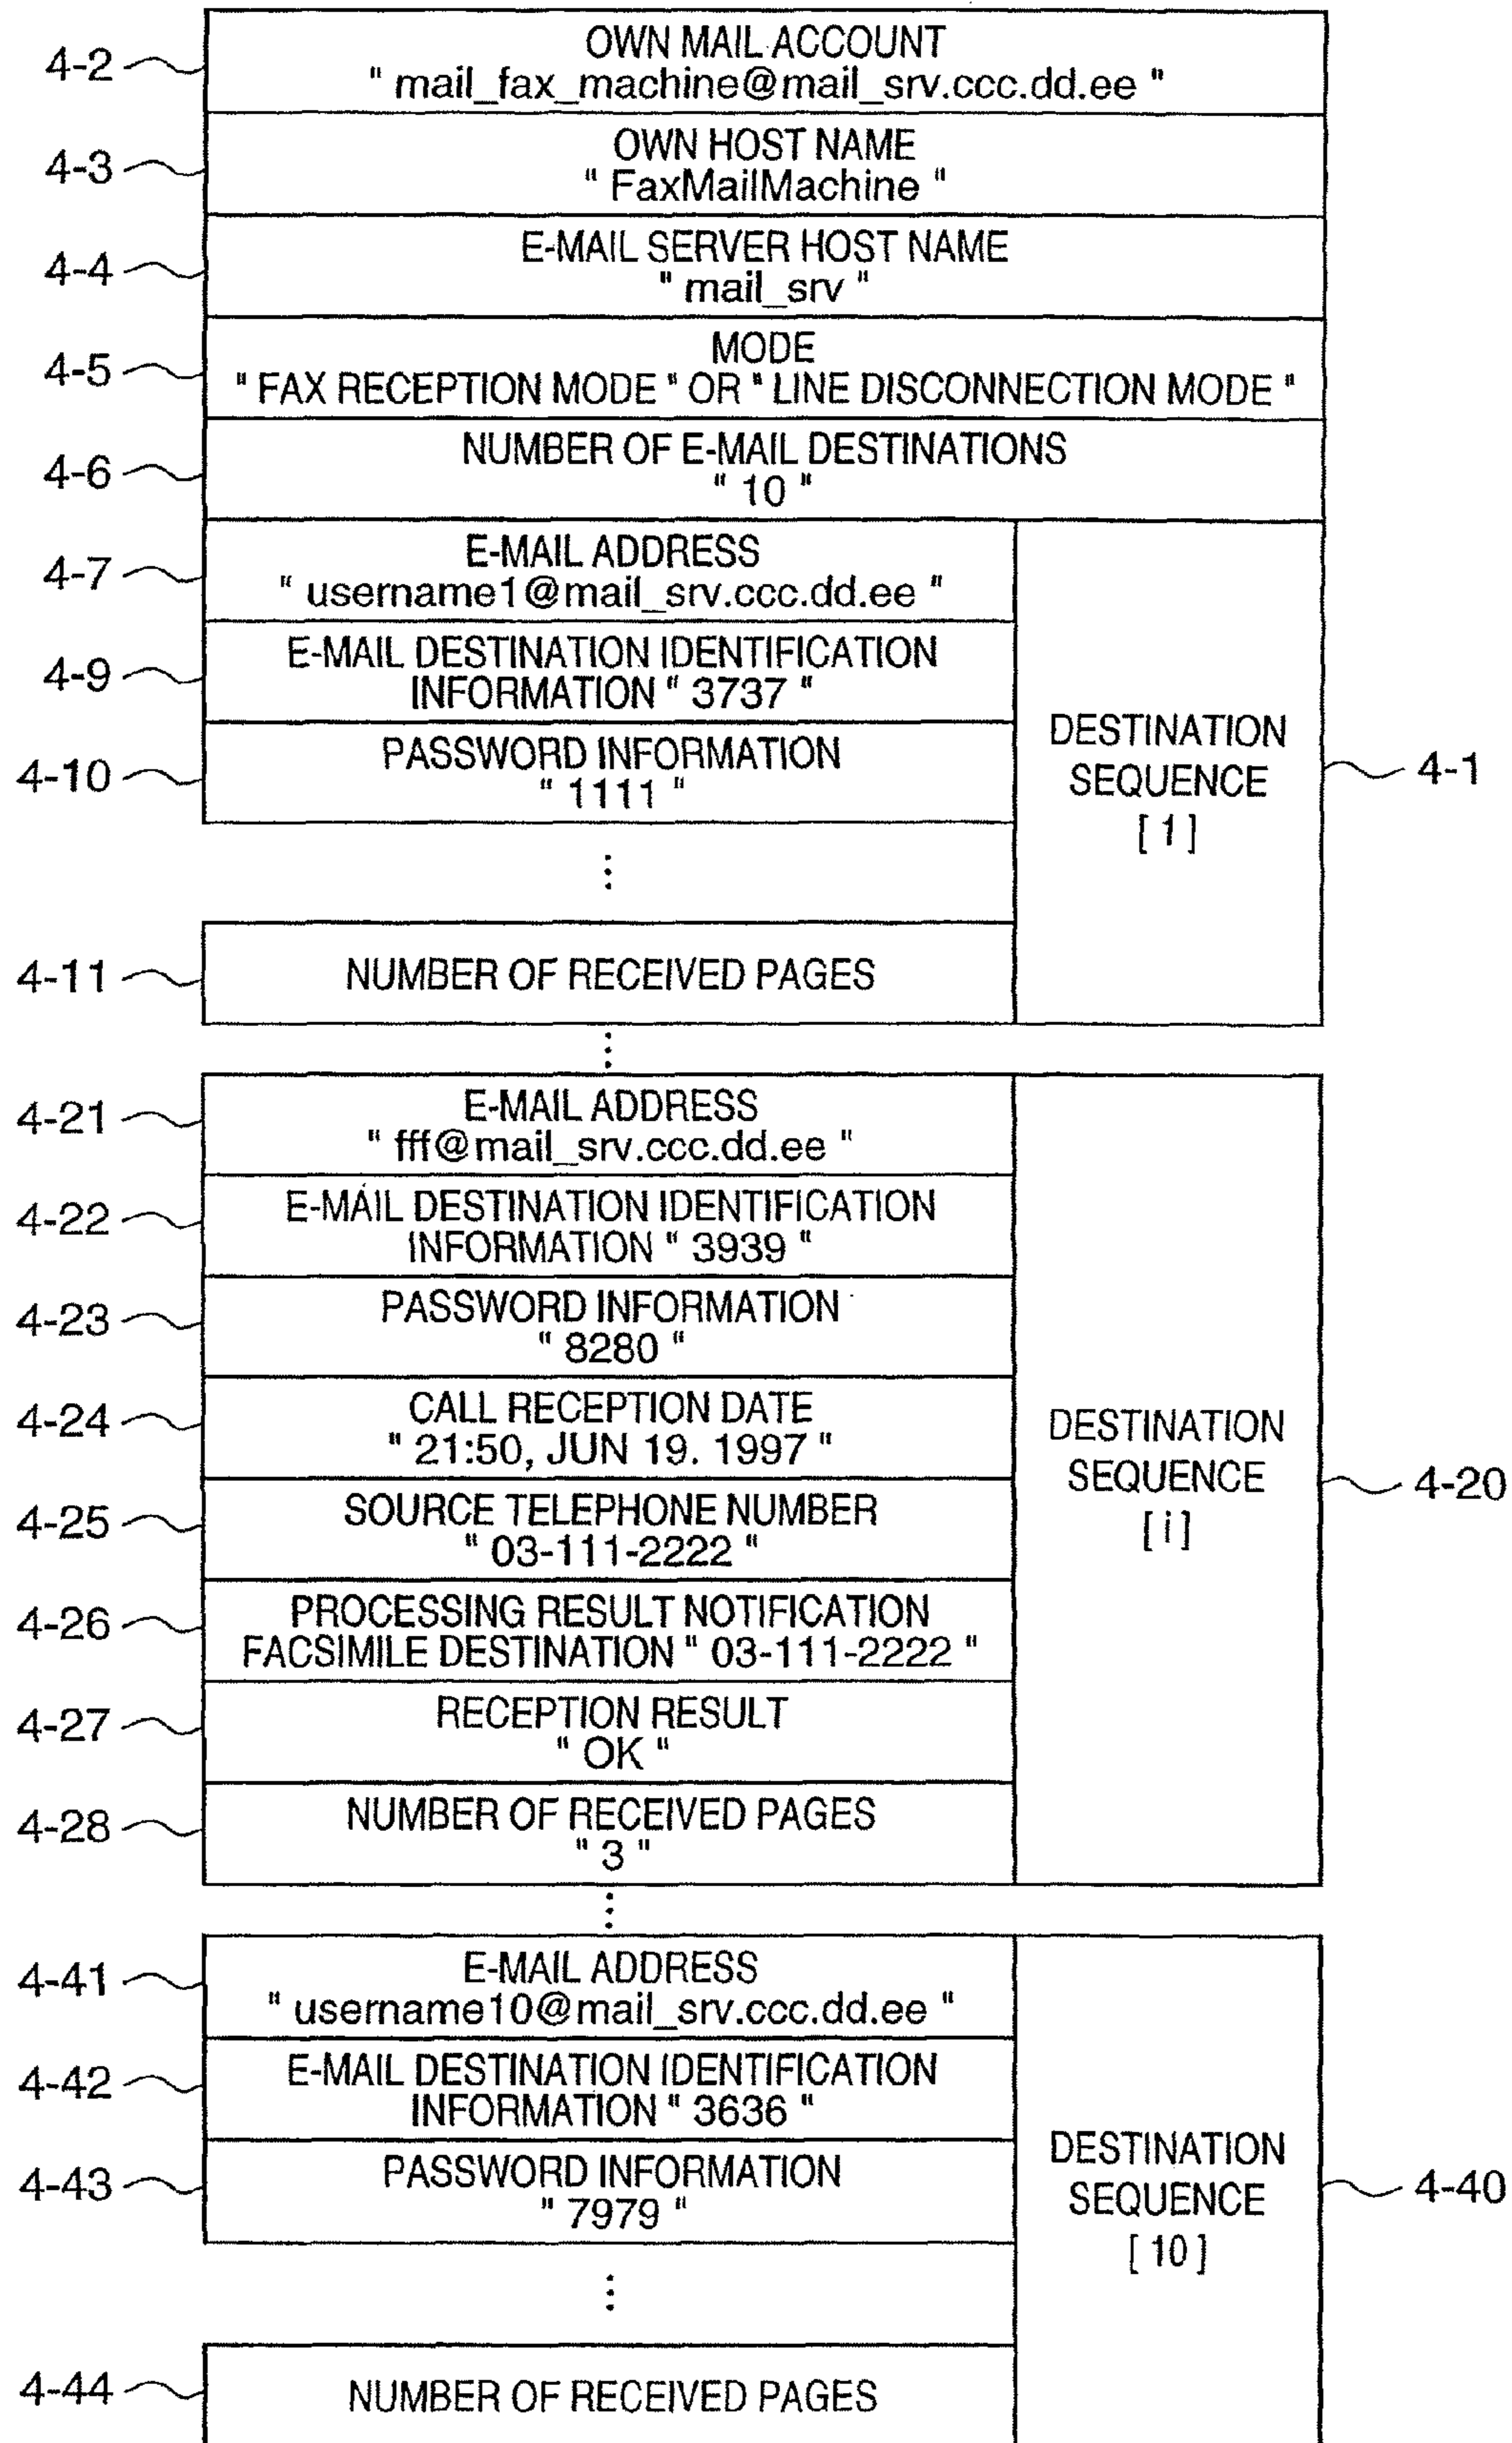 4-2
OWN MAIL ACCOUNT
" mail_fax_machine@mail_srv.ccc.dd.ee "
4-3
OWN HOST NAME
" FaxMailMachine "
4-4
E-MAIL SERVER HOST NAME
" mail_srv "
4-5
MODE
" FAX RECEPTION MODE " OR " LINE DISCONNECTION MODE "
4-6
NUMBER OF E-MAIL DESTINATIONS
" 10 "
4-7
E-MAIL ADDRESS
" username1@mail_srv.ccc.dd.ee "
4-9
E-MAIL DESTINATION IDENTIFICATION
INFORMATION " 3737 "
4-10
PASSWORD INFORMATION
" 1111 "
⋮
4-11
NUMBER OF RECEIVED PAGES
DESTINATION
SEQUENCE
[ 1 ]
4-1
⋮
4-21
E-MAIL ADDRESS
" fff@mail_srv.ccc.dd.ee "
4-22
E-MAIL DESTINATION IDENTIFICATION
INFORMATION " 3939 "
4-23
PASSWORD INFORMATION
" 8280 "
4-24
CALL RECEPTION DATE
" 21:50, JUN 19. 1997 "
4-25
SOURCE TELEPHONE NUMBER
" 03-111-2222 "
4-26
PROCESSING RESULT NOTIFICATION
FACSIMILE DESTINATION " 03-111-2222 "
4-27
RECEPTION RESULT
" OK "
4-28
NUMBER OF RECEIVED PAGES
" 3 "
DESTINATION
SEQUENCE
[ i ]
4-20
⋮
4-41
E-MAIL ADDRESS
" username10@mail_srv.ccc.dd.ee "
4-42
E-MAIL DESTINATION IDENTIFICATION
INFORMATION " 3636 "
4-43
PASSWORD INFORMATION
" 7979 "
⋮
4-44
NUMBER OF RECEIVED PAGES
DESTINATION
SEQUENCE
[ 10 ]
4-40